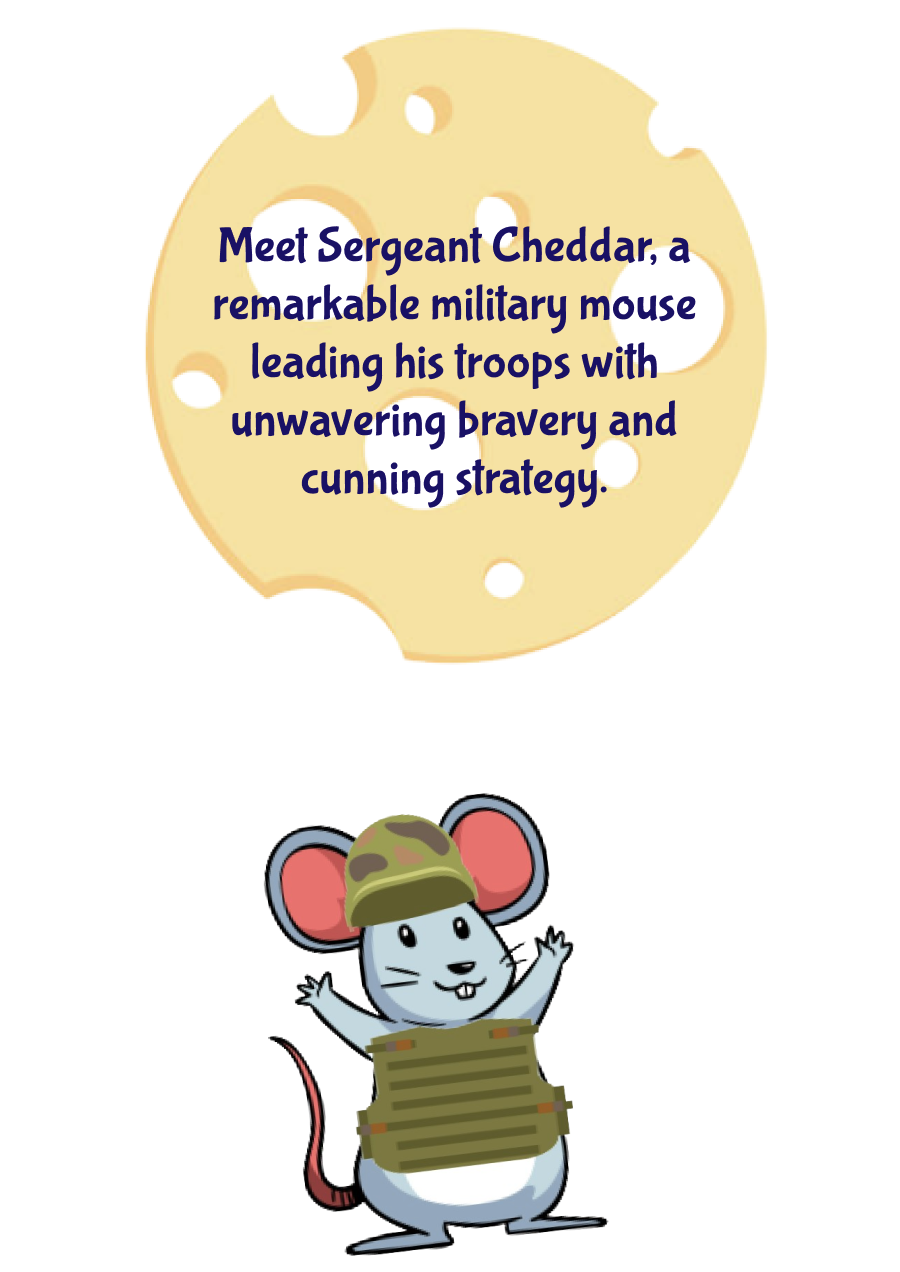 Meet Sergeant Cheddar, a
remarkable military mouse
leading his troops with
unwavering bravery and
cunning strategy.